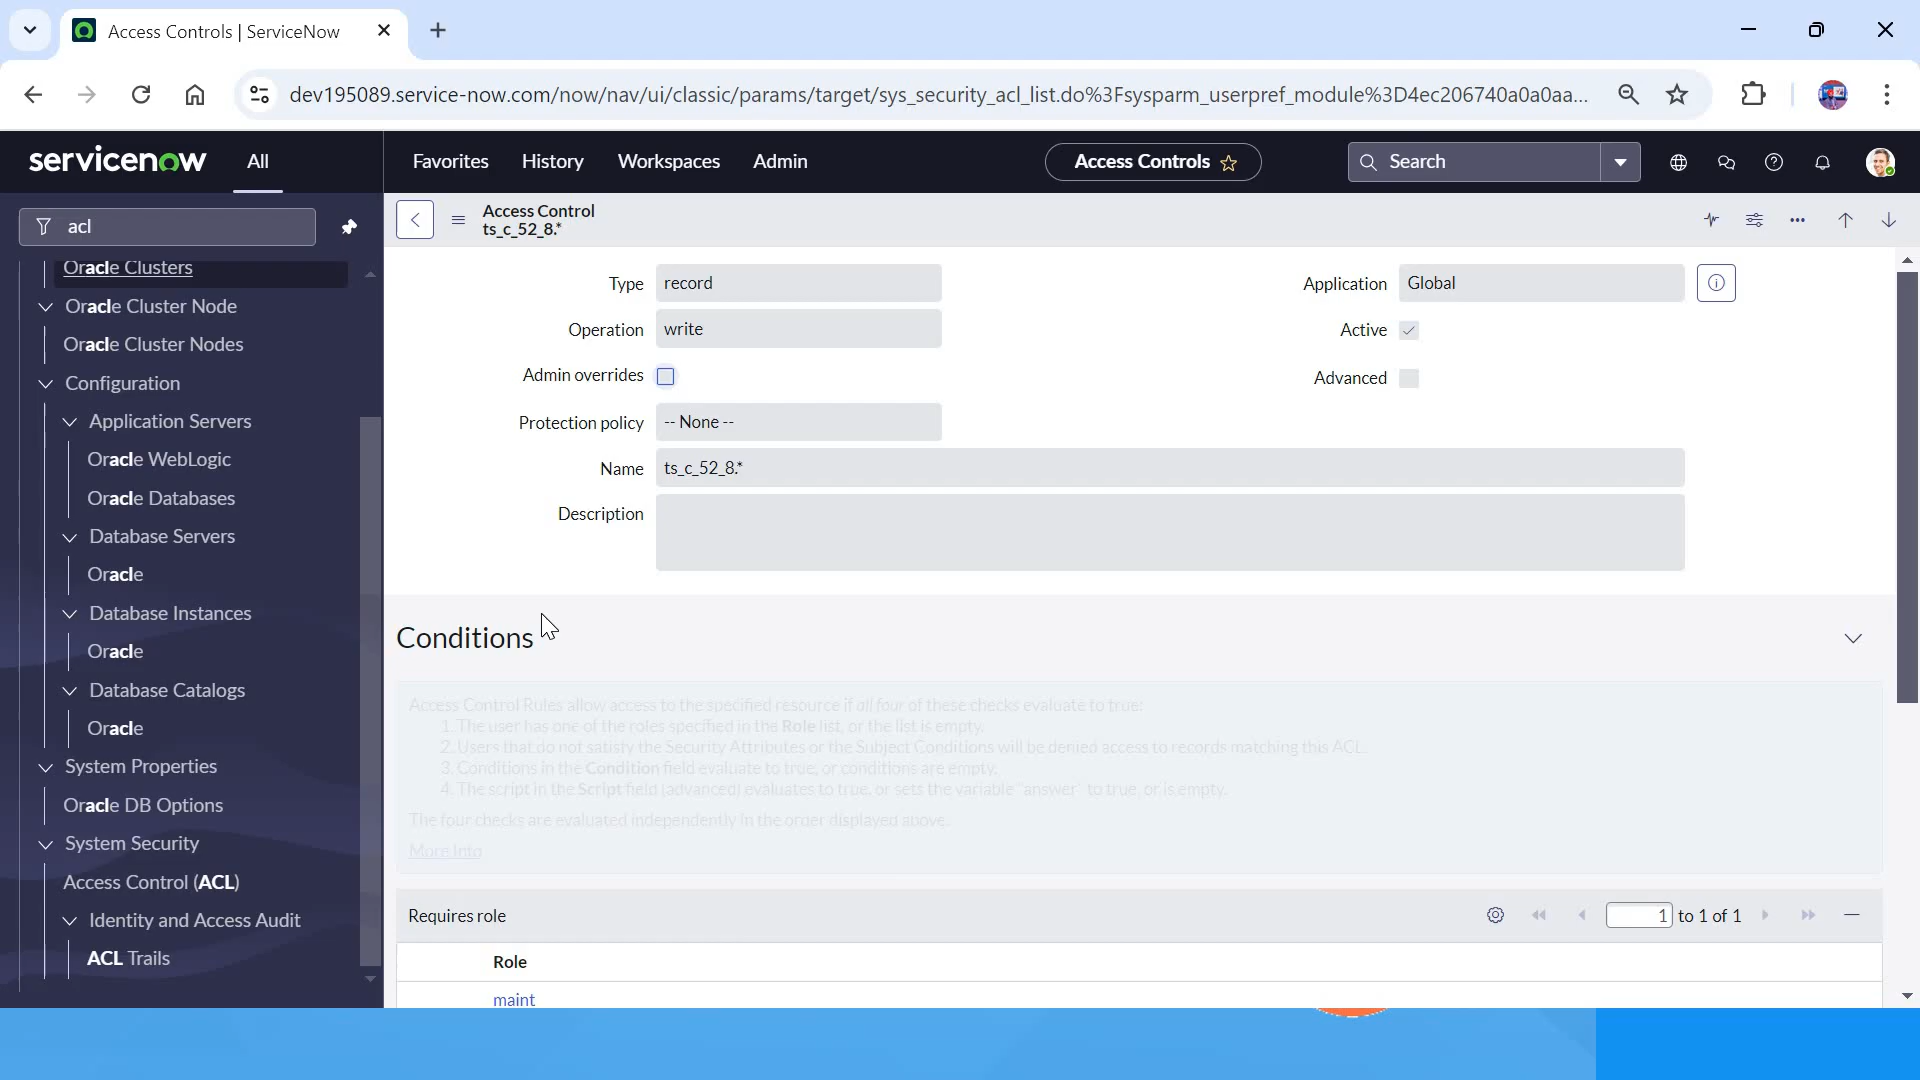 Access Controls | ServiceNow
dev195089.service-now.com/now/nav/ui/classic/params/target/sys_security_acl_list.do%3Fsysparm_userpref_module%3D4ec206740a0a0aa...
servicenow
All
Favorites
History
Workspaces
Admin
Access Controls
Search
acl
Oracle Clusters
Oracle Cluster Node
Oracle Cluster Nodes
Configuration
Application Servers
Oracle WebLogic
Oracle Databases
Database Servers
Oracle
Database Instances
Oracle
Database Catalogs
Oracle
System Properties
Oracle DB Options
System Security
Access Control (ACL)
Identity and Access Audit
ACL Trails
Access Control
ts_c_52_8.*
Type
record
Application
Global
Operation
write
Active
Admin overrides
Advanced
Protection policy
-- None --
Name
ts_c_52_8.*
Description
Conditions
Access Control Rules allow access to the specified resource if all four of these checks evaluate to true:
1. The user has one of the roles specified in the Role list, or the list is empty.
2. Users that do not satisfy the Security Attributes or the Subject Conditions will be denied access to records matching this ACL.
3. Conditions in the Condition field evaluate to true, or conditions are empty.
4. The script in the Script field (advanced) evaluates to true, or sets the variable "answer" to true, or is empty.
The four checks are evaluated independently in the order displayed above.
More Info
Requires role
1 to 1 of 1
Role
maint